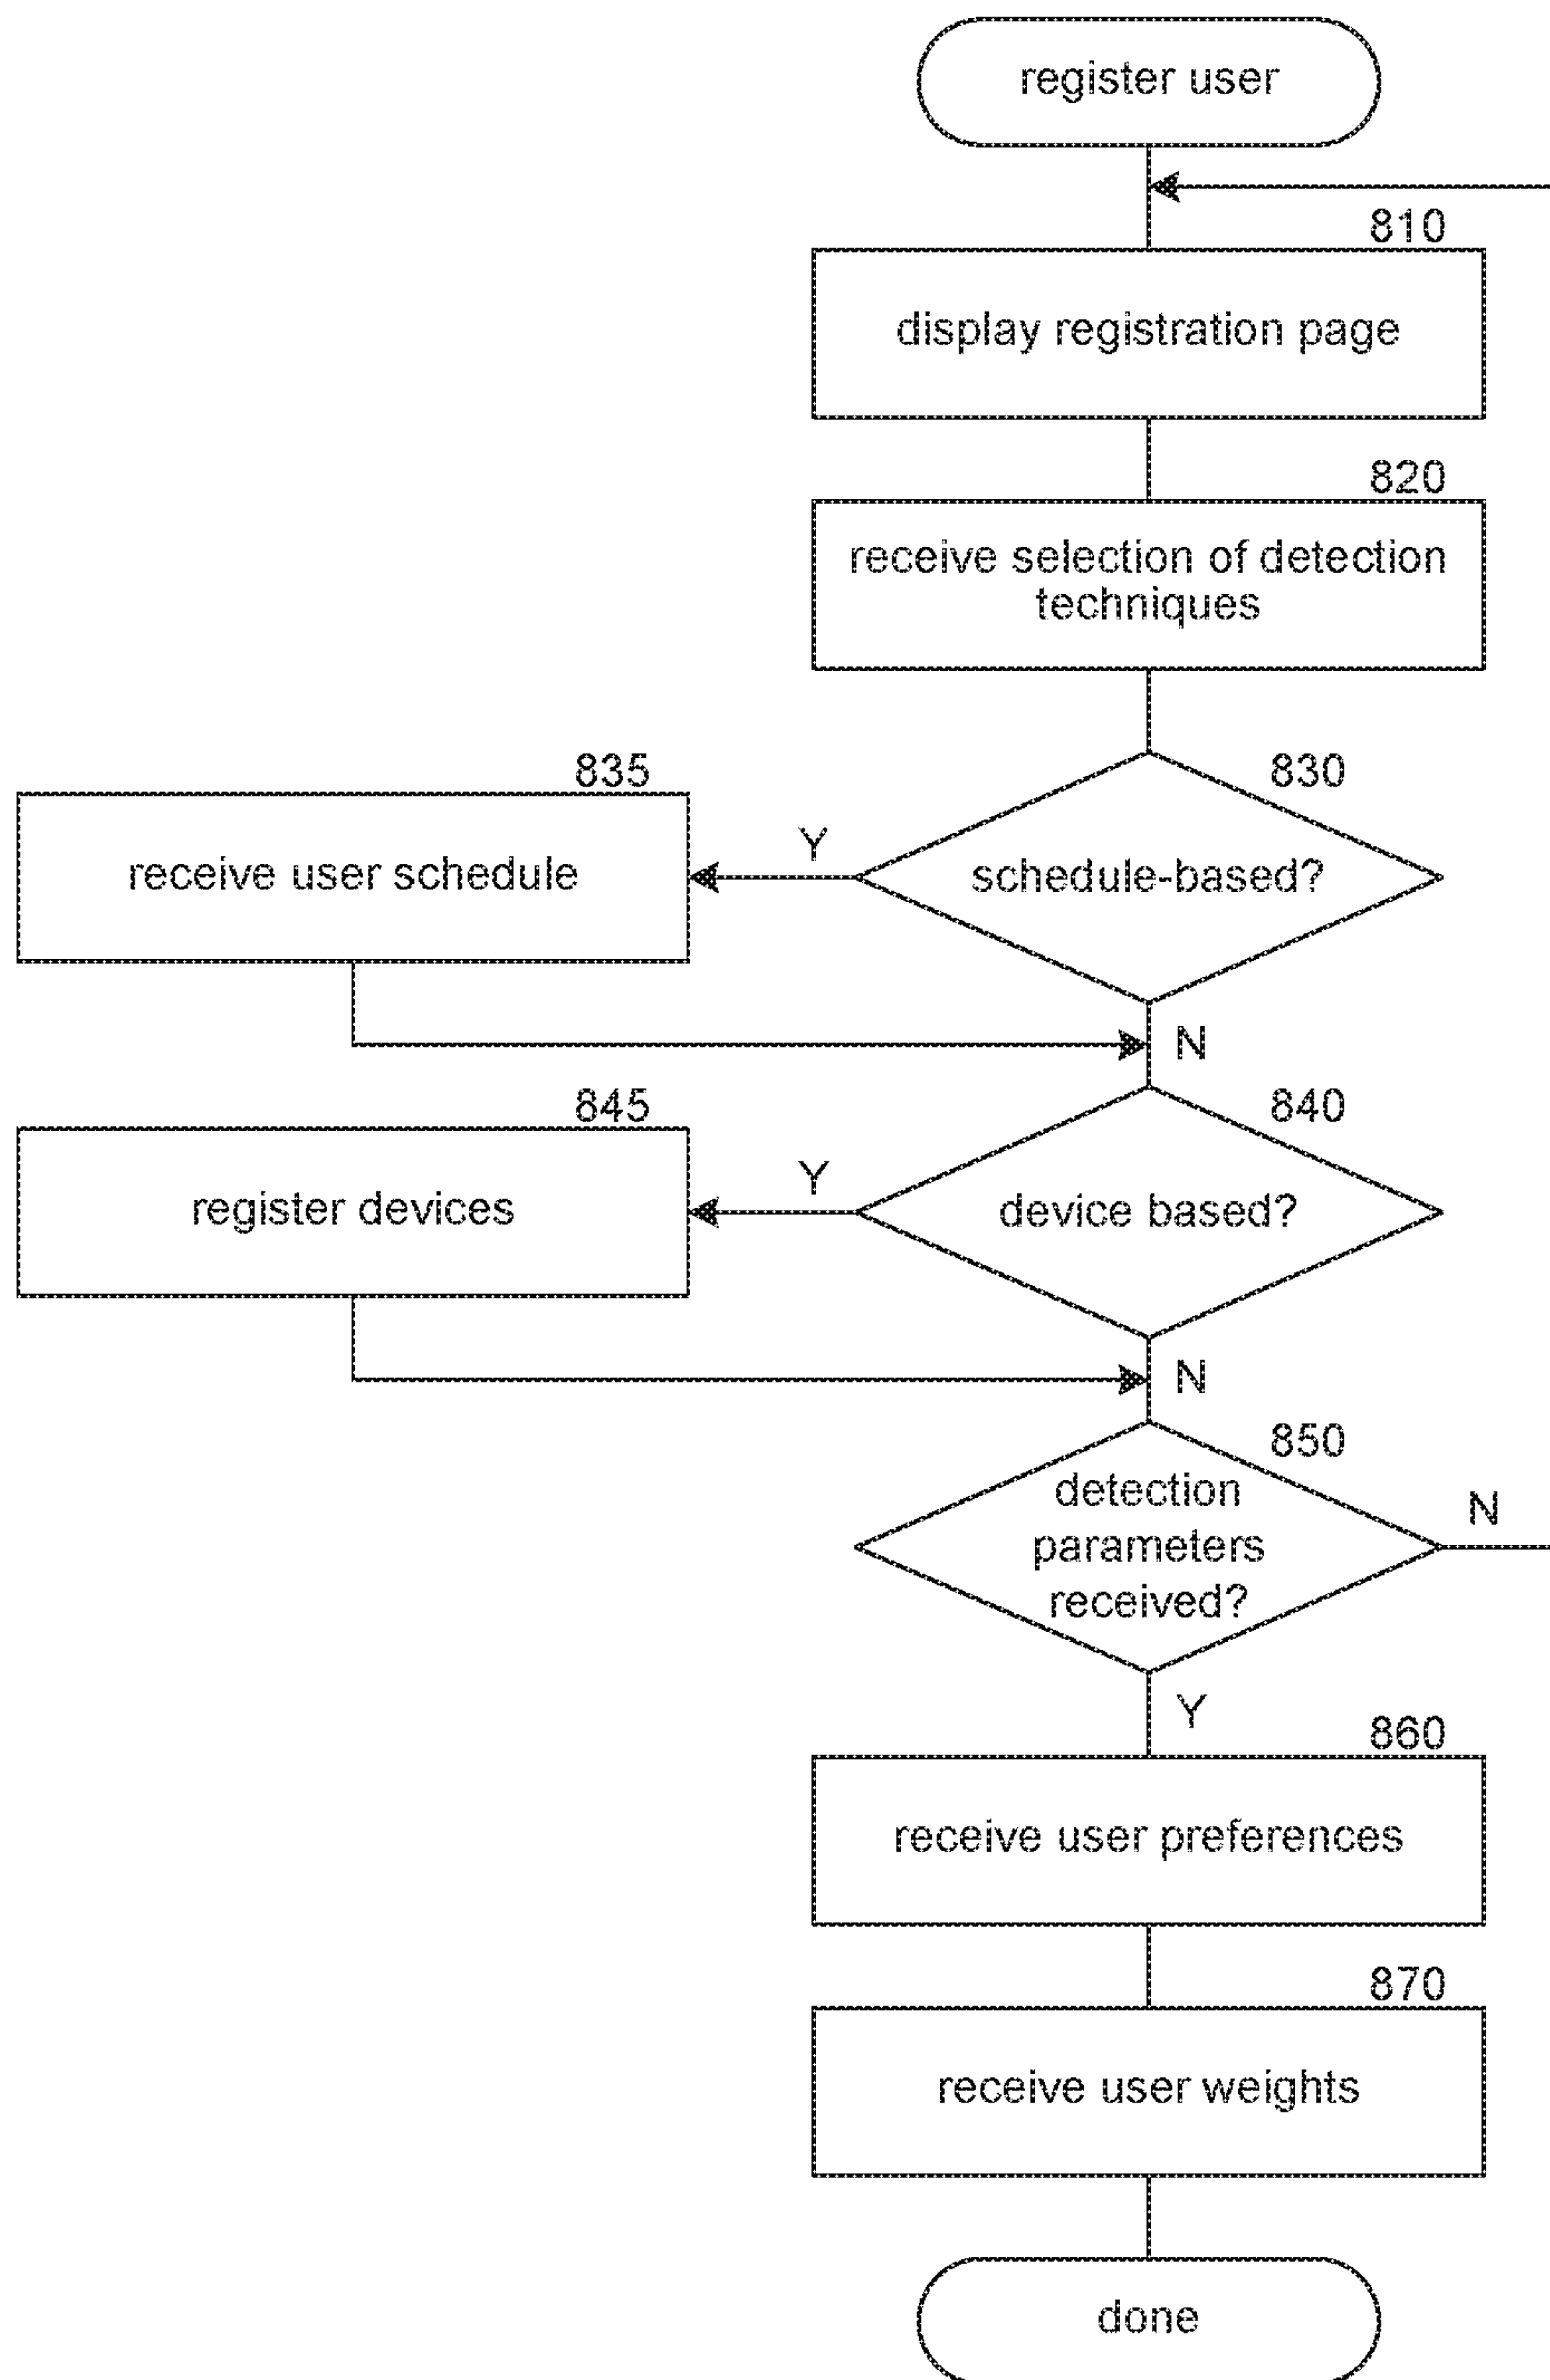 register user
810
display registration page
820
receive selection of detection
techniques
830
schedule-based?
835
Y
receive user schedule
N
840
device based?
845
Y
register devices
N
850
detection
parameters
received?
N
Y
860
receive user preferences
870
receive user weights
done